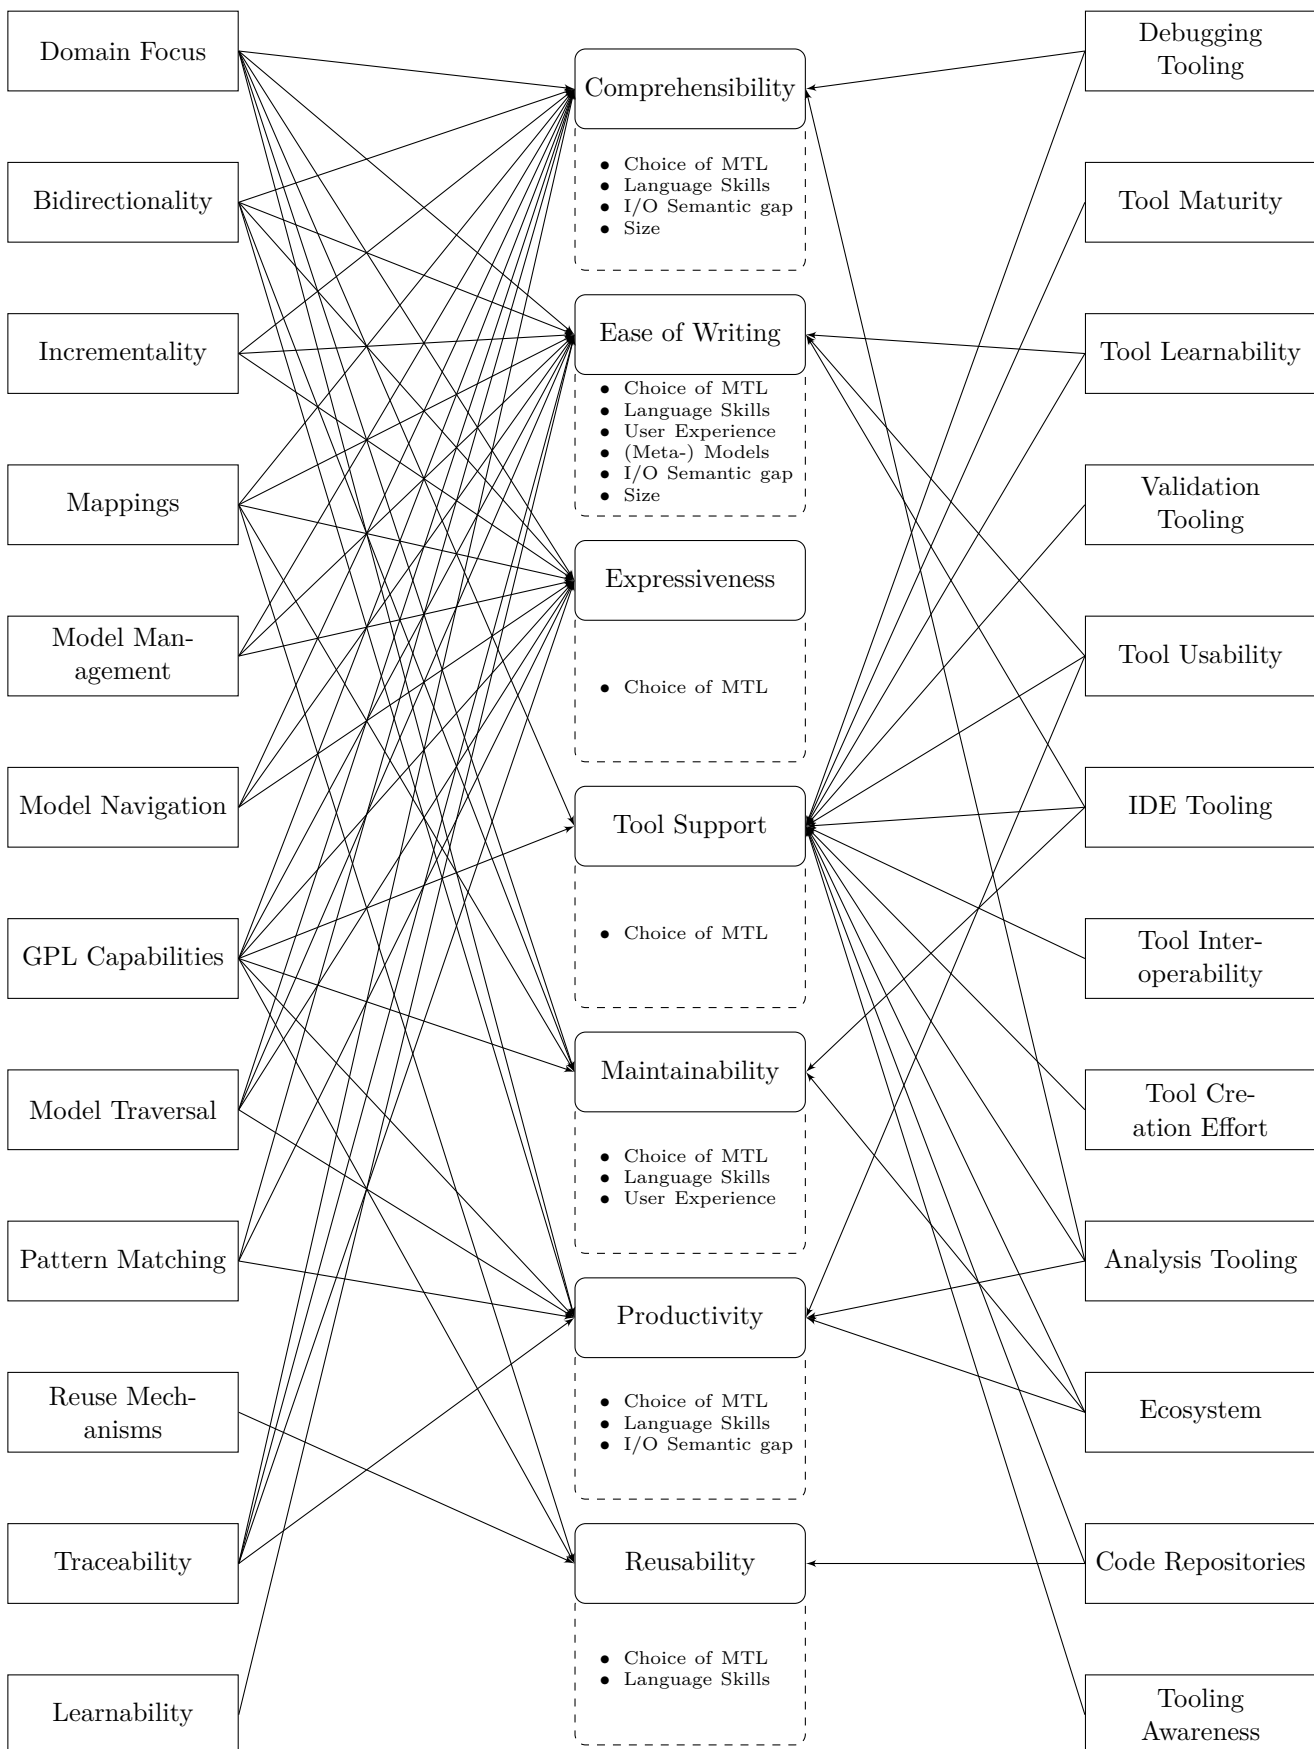 Domain Focus
Bidirectionality
Incrementality
Mappings
Model Man-
agement
Model Navigation
GPL Capabilities
Model Traversal
Pattern Matching
Reuse Mech-
anisms
Traceability
Learnability
Comprehensibility
• Choice of MTL
• Language Skills
• I/O Semantic gap
• Size
Ease of Writing
• Choice of MTL
• Language Skills
• User Experience
• (Meta-) Models
• I/O Semantic gap
• Size
Expressiveness
• Choice of MTL
Tool Support
• Choice of MTL
Maintainability
• Choice of MTL
• Language Skills
• User Experience
Productivity
• Choice of MTL
• Language Skills
• I/O Semantic gap
Reusability
• Choice of MTL
• Language Skills
Debugging
Tooling
Tool Maturity
Tool Learnability
Validation
Tooling
Tool Usability
IDE Tooling
Tool Inter-
operability
Tool Cre-
ation Effort
Analysis Tooling
Ecosystem
Code Repositories
Tooling
Awareness